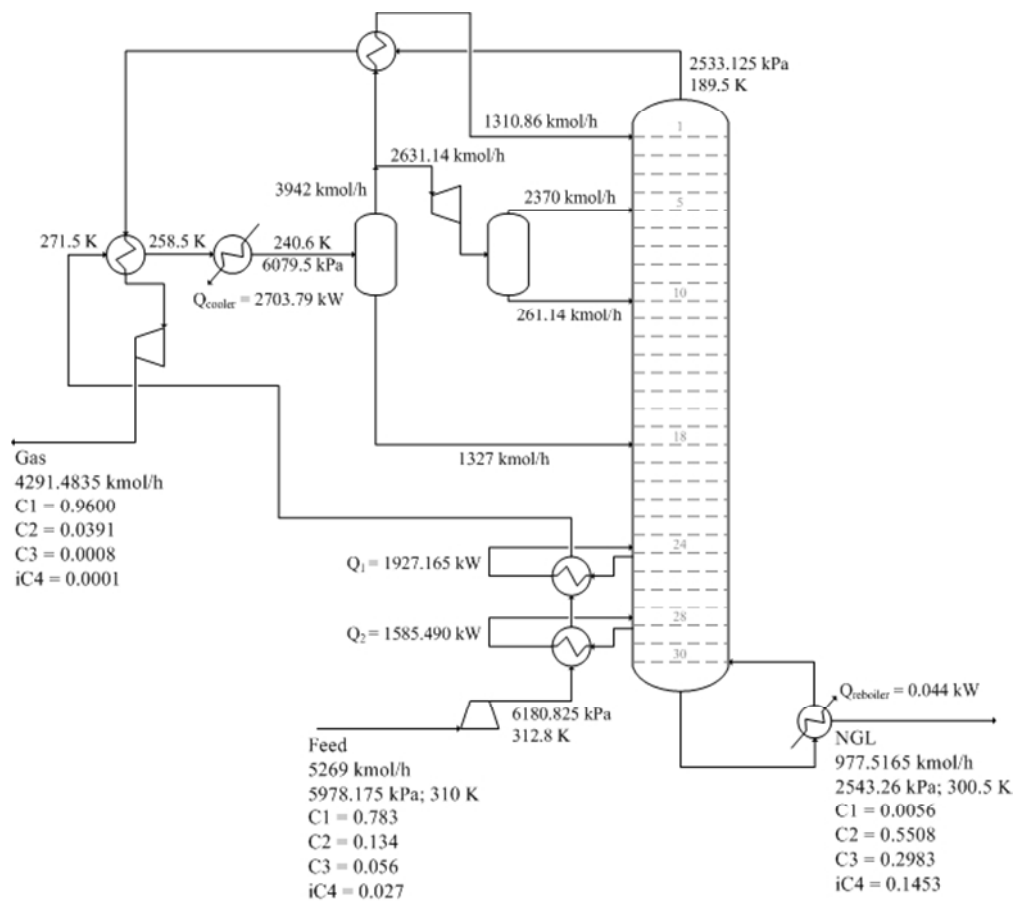 2533.125 kPa
189.5 K
1310.86 kmol/h
1
2631.14 kmol/h
3942 kmol/h
2370 kmol/h
5
271.5 K
258.5 K
240.6 K
6079.5 kPa
Qcooler = 2703.79 kW
10
261.14 kmol/h
18
1327 kmol/h
Gas
4291.4835 kmol/h
C1 = 0.9600
C2 = 0.0391
C3 = 0.0008
iC4 = 0.0001
24
Q1 = 1927.165 kW
28
Q2 = 1585.490 kW
30
Qreboiler = 0.044 kW
6180.825 kPa
312.8 K
Feed
5269 kmol/h
5978.175 kPa; 310 K
C1 = 0.783
C2 = 0.134
C3 = 0.056
iC4 = 0.027
NGL
977.5165 kmol/h
2543.26 kPa; 300.5 K
C1 = 0.0056
C2 = 0.5508
C3 = 0.2983
iC4 = 0.1453